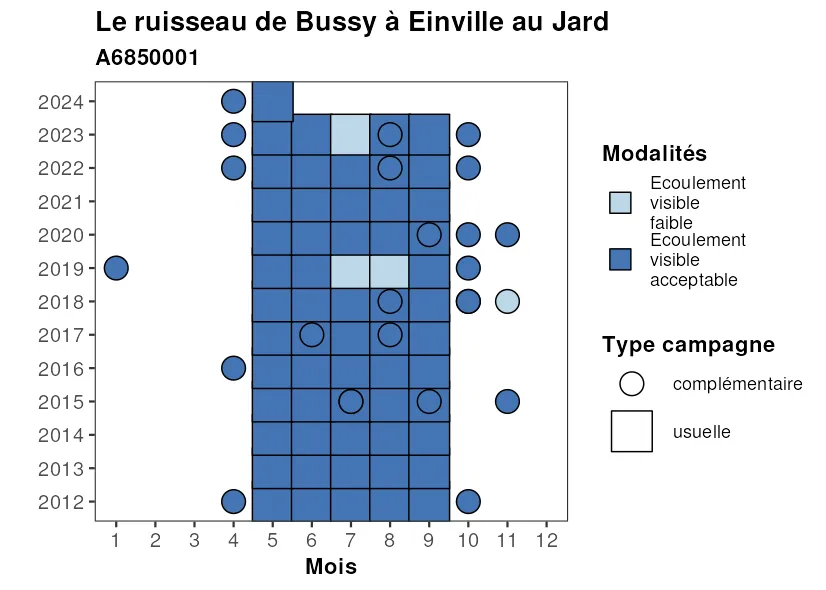 Le ruisseau de Bussy à Einville au Jard
A6850001
2024
2023
2022
2021
2020
2019
2018
2017
2016
2015
2014
2013
2012
1 2 3 4 5 6 7 8 9 10 11 12
Mois
Modalités
Ecoulement
visible
faible
Ecoulement
visible
acceptable
Type campagne
complémentaire
usuelle